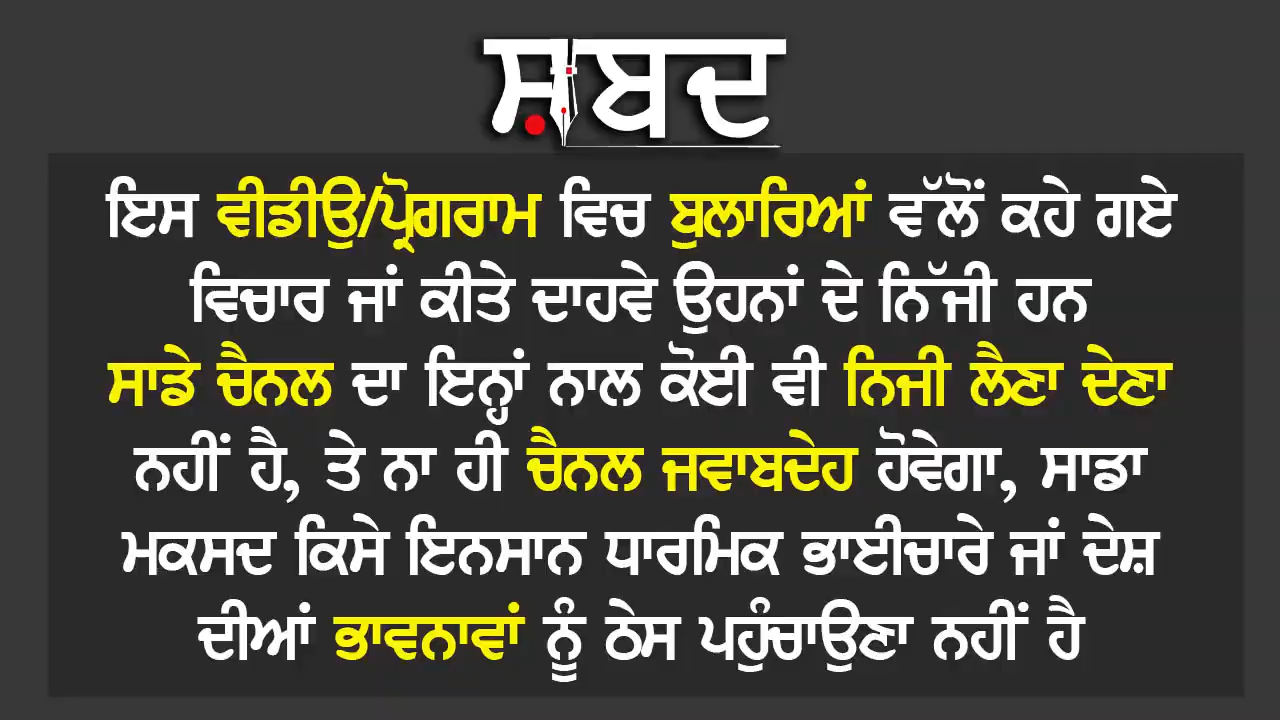 ਸ਼ਬਦ
ਇਸ ਵੀਡੀਉ/ਪ੍ਰੋਗਰਾਮ ਵਿਚ ਬੁਲਾਰਿਆਂ ਵੱਲੋਂ ਕਹੇ ਗਏ
ਵਿਚਾਰ ਜਾਂ ਕੀਤੇ ਦਾਹਵੇ ਉਹਨਾਂ ਦੇ ਨਿੱਜੀ ਹਨ
ਸਾਡੇ ਚੈਨਲ ਦਾ ਇਨ੍ਹਾਂ ਨਾਲ ਕੋਈ ਵੀ ਨਿਜੀ ਲੈਣਾ ਦੇਣਾ
ਨਹੀਂ ਹੈ, ਤੇ ਨਾ ਹੀ ਚੈਨਲ ਜਵਾਬਦੇਹ ਹੋਵੇਗਾ, ਸਾਡਾ
ਮਕਸਦ ਕਿਸੇ ਇਨਸਾਨ ਧਾਰਮਿਕ ਭਾਈਚਾਰੇ ਜਾਂ ਦੇਸ਼
ਦੀਆਂ ਭਾਵਨਾਵਾਂ ਨੂੰ ਠੇਸ ਪਹੁੰਚਾਉਣਾ ਨਹੀਂ ਹੈ